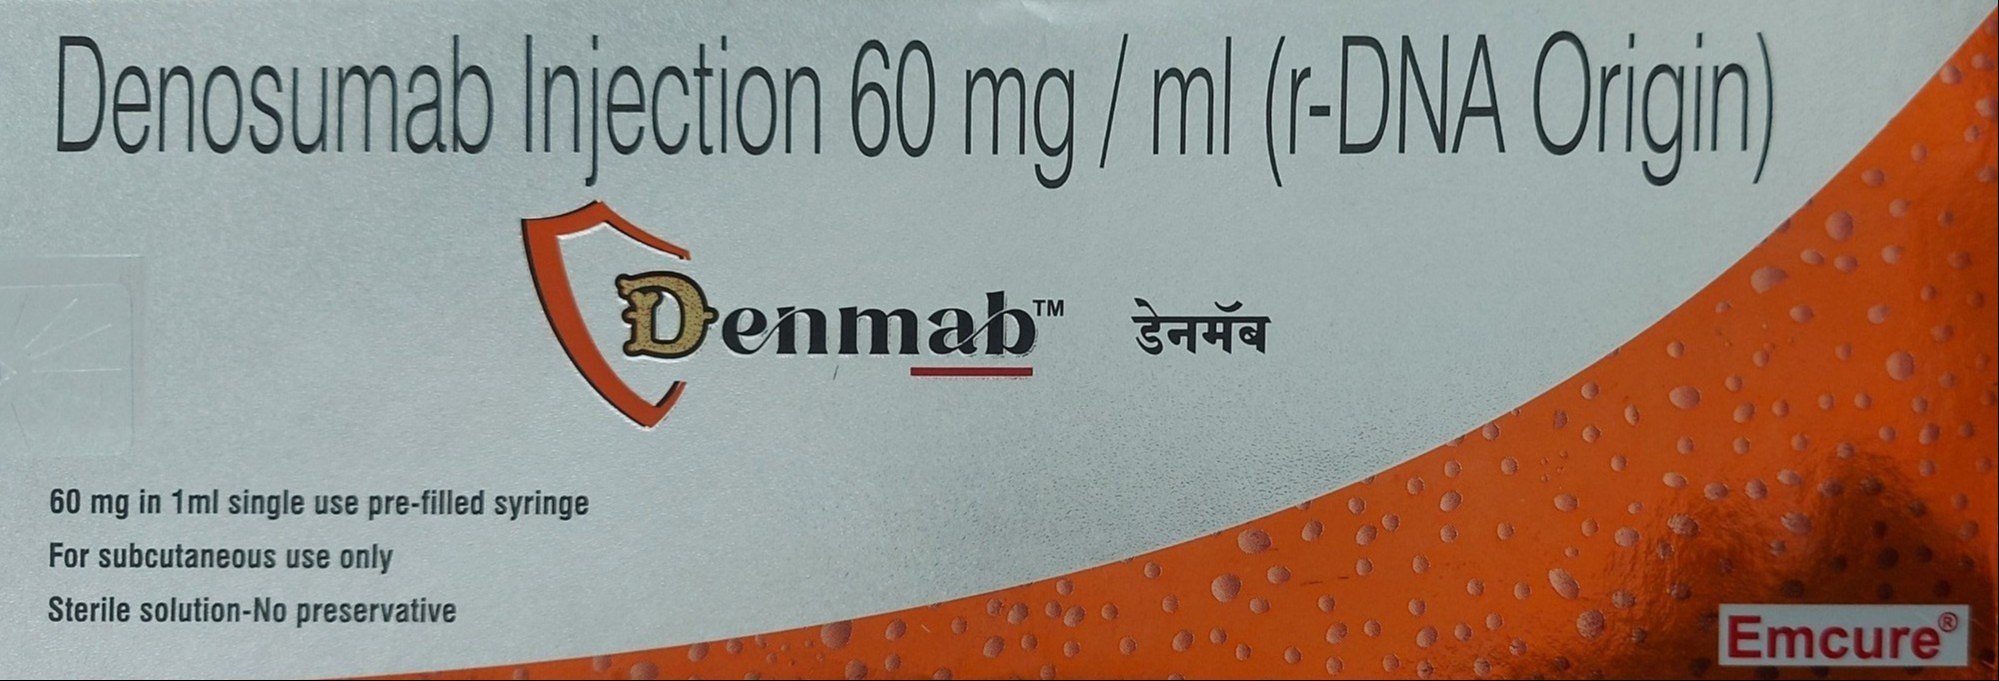 Denosumab Injection 60 mg / ml (r-DNA Origin)
Denmab™ डेनमॅब
60 mg in 1ml single use pre-filled syringe
For subcutaneous use only
Sterile solution-No preservative
Emcure®